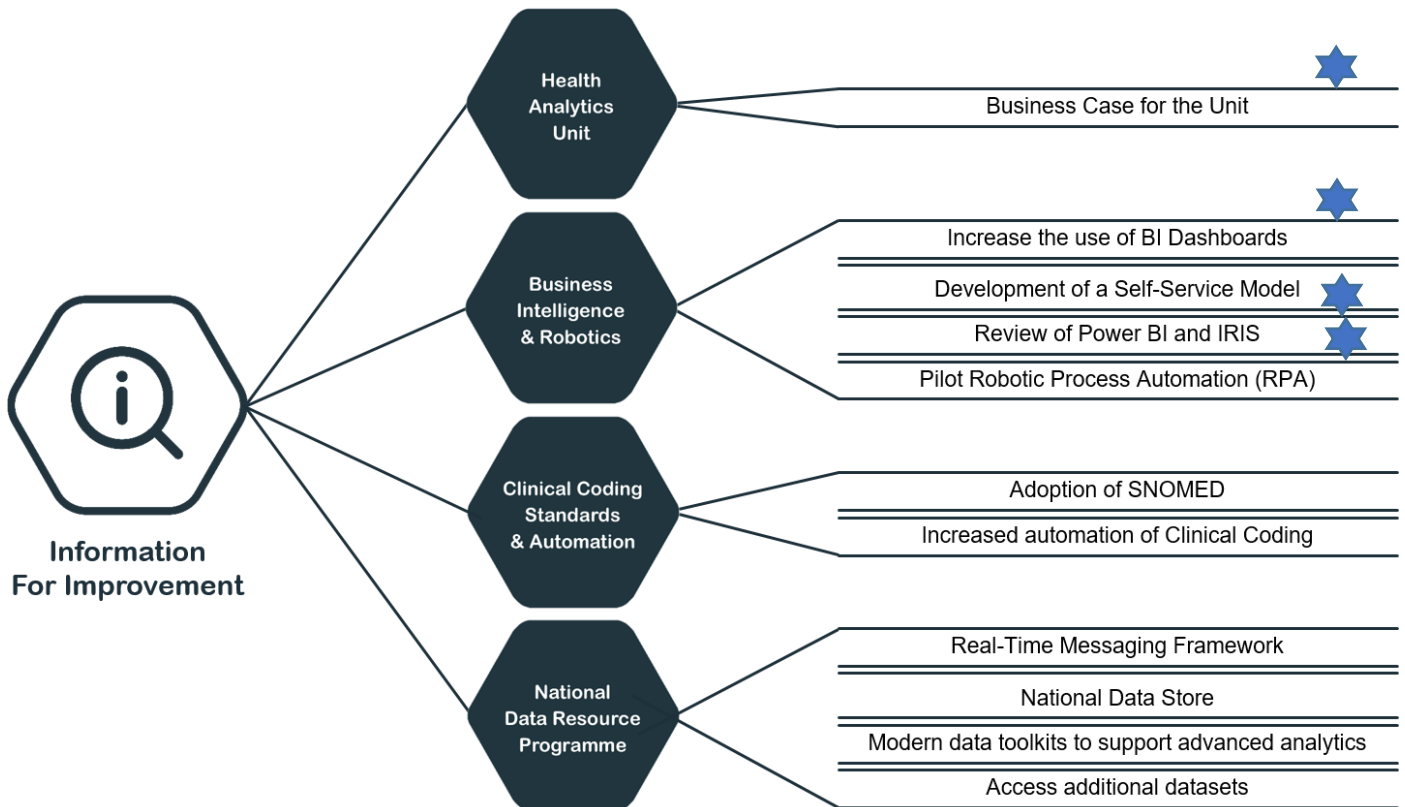 Information
For Improvement
Health
Analytics
Unit
Business Case for the Unit
Business
Intelligence
& Robotics
Increase the use of BI Dashboards
Development of a Self-Service Model
Review of Power BI and IRIS
Pilot Robotic Process Automation (RPA)
Clinical Coding
Standards
& Automation
Adoption of SNOMED
Increased automation of Clinical Coding
National
Data Resource
Programme
Real-Time Messaging Framework
National Data Store
Modern data toolkits to support advanced analytics
Access additional datasets